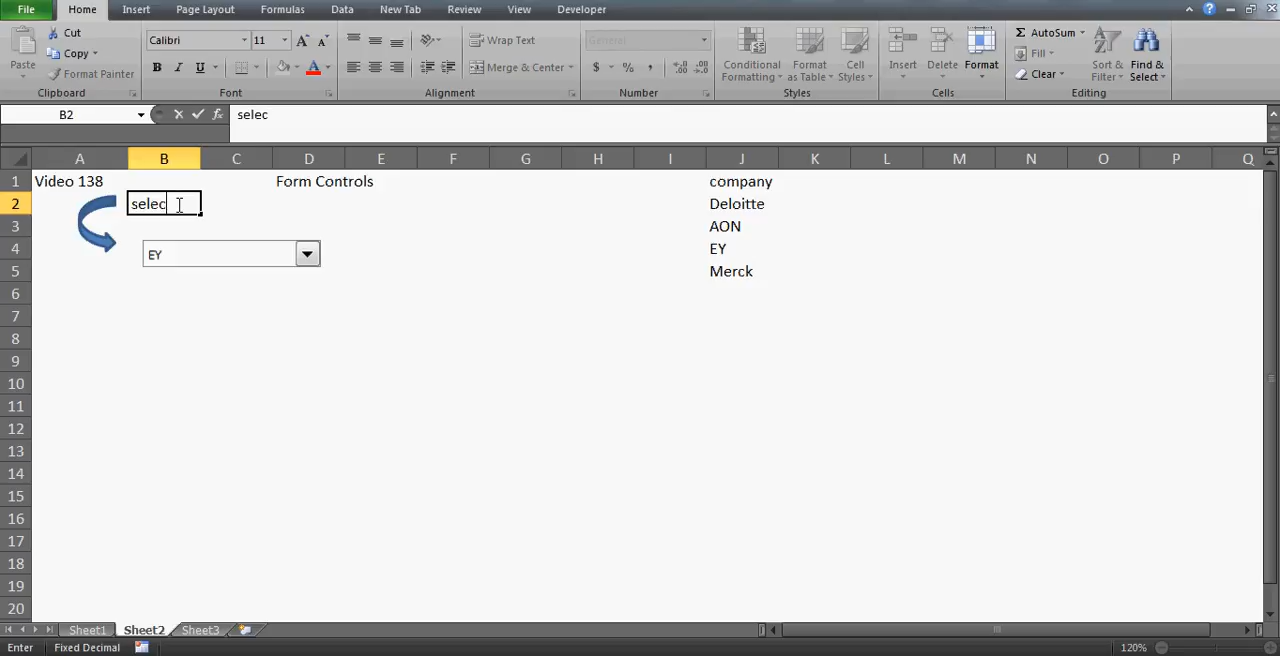 File Home Insert Page Layout Formulas Data New Tab Review View Developer
Cut
Copy
Format Painter
Paste
Clipboard
Calibri 11 A A
B I U A
Font
Wrap Text
Merge & Center
Alignment
General
$ % ,
Number
Conditional Formatting
Format as Table
Cell Styles
Styles
Insert Delete Format
Cells
Σ AutoSum
Fill
Clear
Sort & Filter
Find & Select
Editing
B2 fx selec
A B C D E F G H I J K L M N O P Q
1 Video 138 Form Controls company
2 selec Deloitte
3 AON
4 EY EY
5 Merck
6
7
8
9
10
11
12
13
14
15
16
17
18
19
20
Sheet1 Sheet2 Sheet3
Enter Fixed Decimal 120%